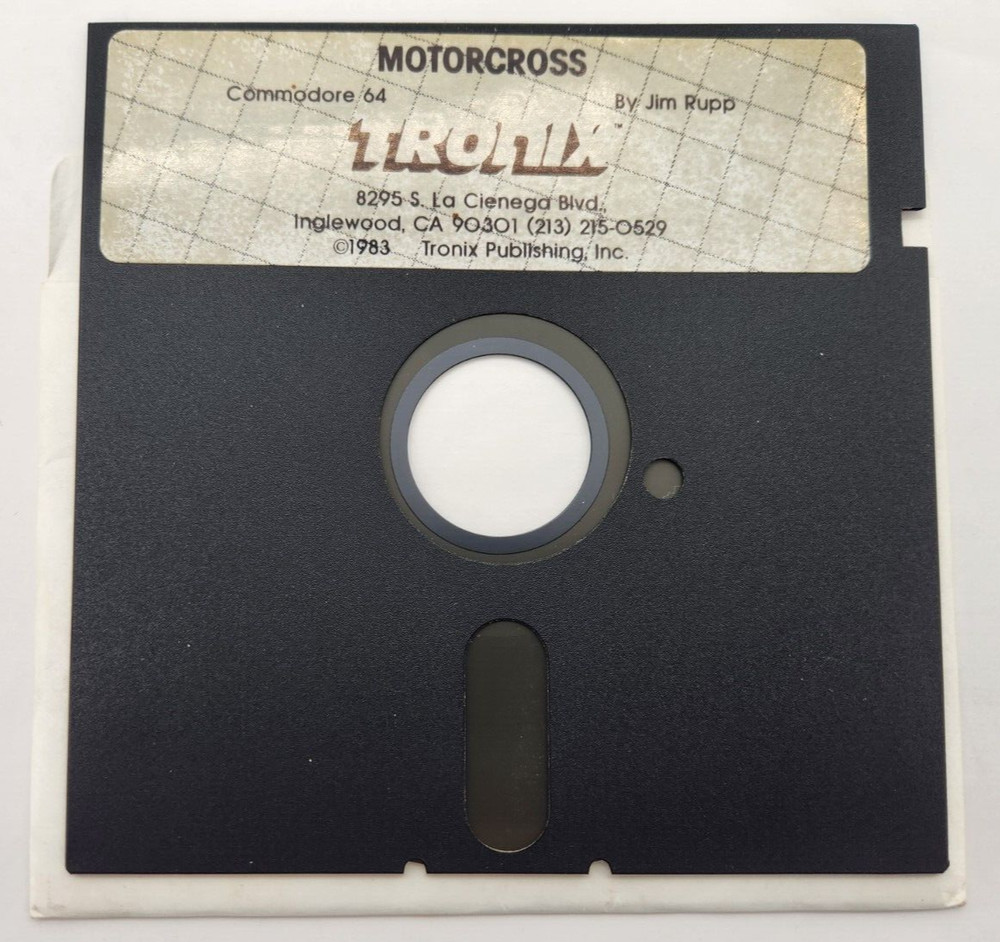 MOTORCROSS
Commodore 64 By Jim Rupp
TRONIX™
8295 S. La Cienega Blvd.,
Inglewood, CA 90301 (213) 215-0529
©1983 Tronix Publishing, Inc.